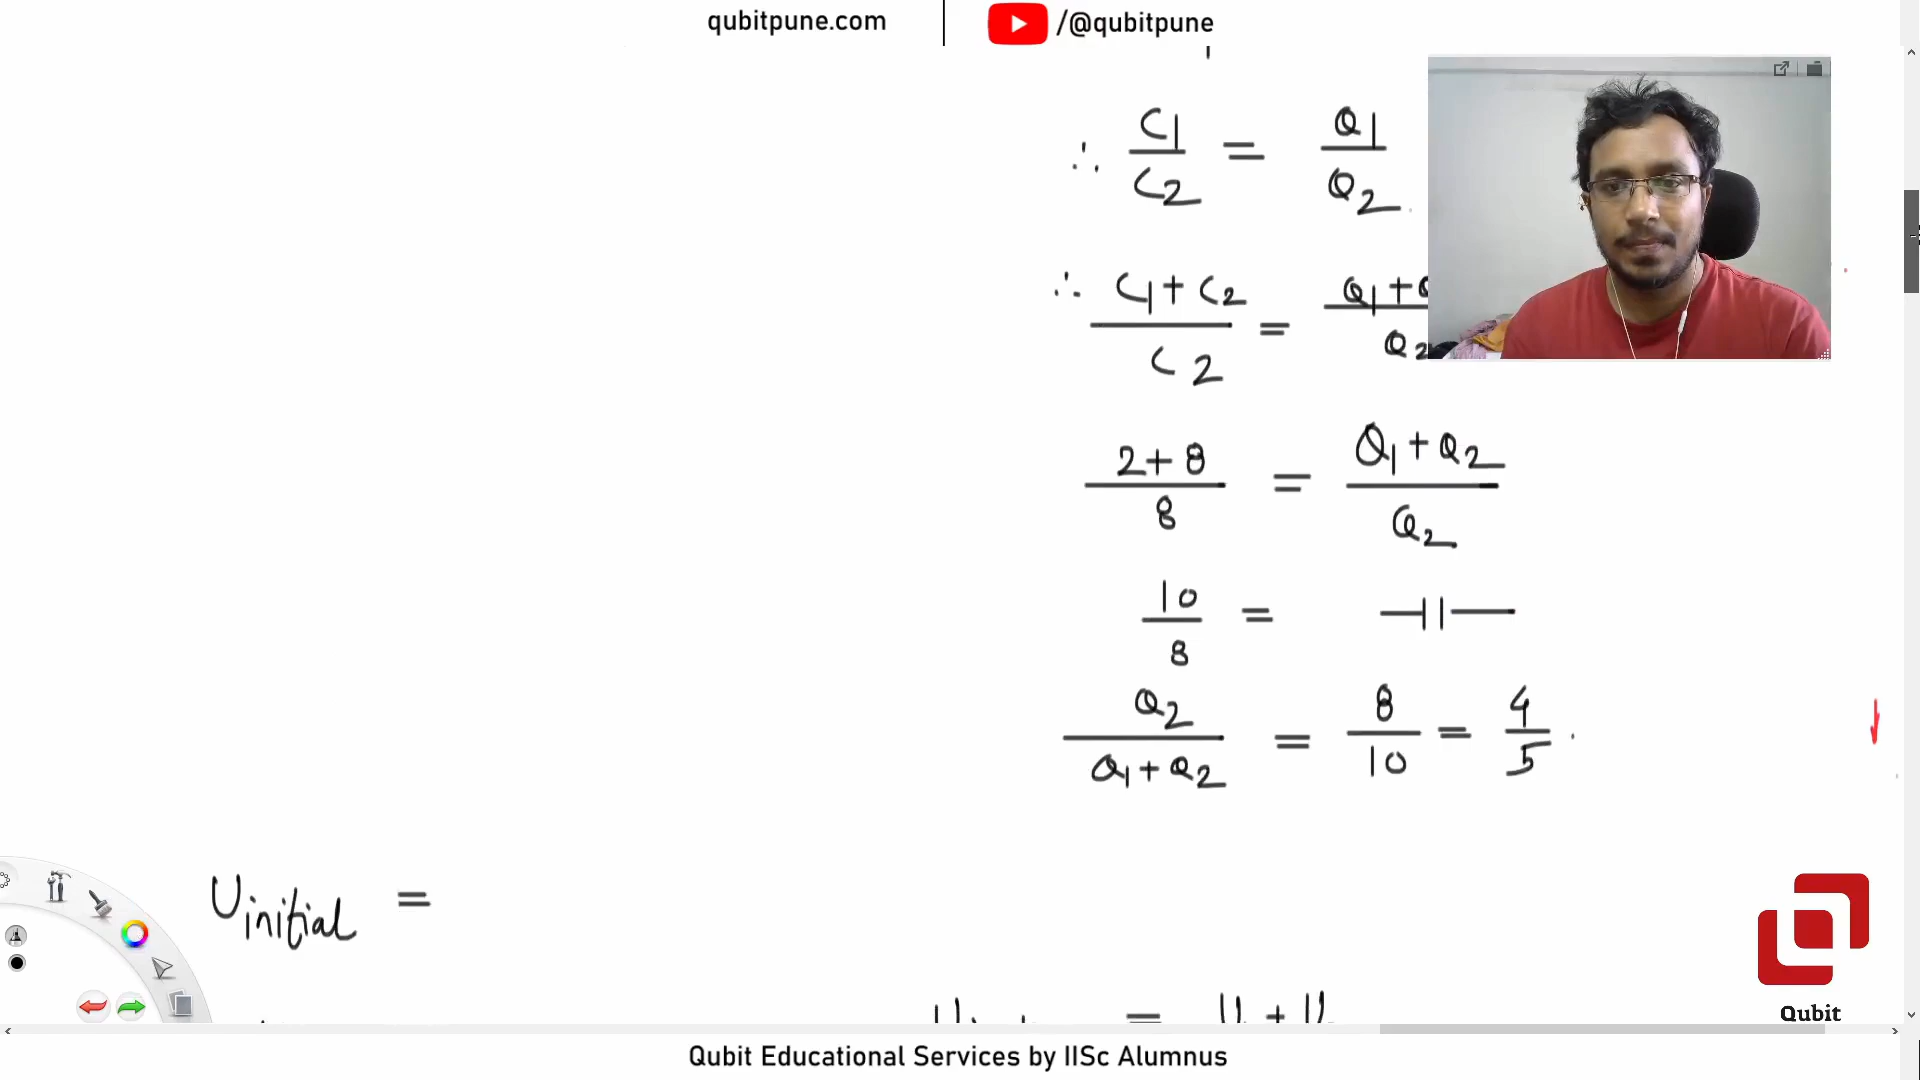 qubitpune.com | /@qubitpune
∴ C1/C2 = Q1/Q2
∴ (C1 + C2)/C2 = Q1 + / Q2
(2 + 8)/8 = (Q1 + Q2)/Q2
10/8 = —||—
Q2/(Q1 + Q2) = 8/10 = 4/5
Uinitial =
Qubit
Qubit Educational Services by IISc Alumnus